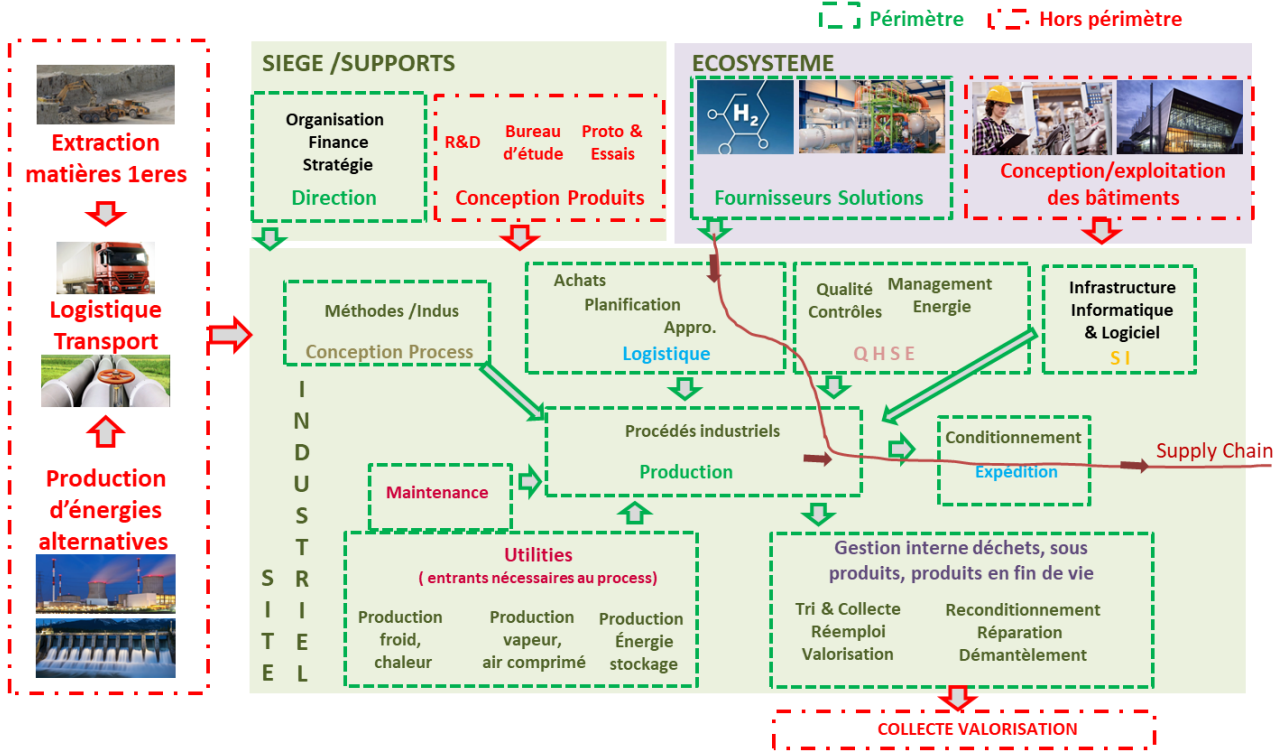 Périmètre
Hors périmètre
Extraction
matières 1eres
Logistique
Transport
Production
d'énergies
alternatives
SIEGE /SUPPORTS
Organisation
Finance
Stratégie
Direction
R&D
Bureau
d'étude
Proto &
Essais
Conception Produits
ECOSYSTEME
H2
Fournisseurs Solutions
Conception/exploitation
des bâtiments
Méthodes /Indus
Conception Process
Achats
Planification
Appro.
Logistique
Qualité
Contrôles
Management
Energie
Q H S E
Infrastructure
Informatique
& Logiciel
S I
Procédés industriels
Production
Conditionnement
Expédition
Supply Chain
Maintenance
Utilities
( entrants nécessaires au process)
Production
froid,
chaleur
Production
vapeur,
air comprimé
Production
Énergie
stockage
Gestion interne déchets, sous
produits, produits en fin de vie
Tri & Collecte
Réemploi
Valorisation
Reconditionnement
Réparation
Démantèlement
SITE
INDUSTRIEL
COLLECTE VALORISATION